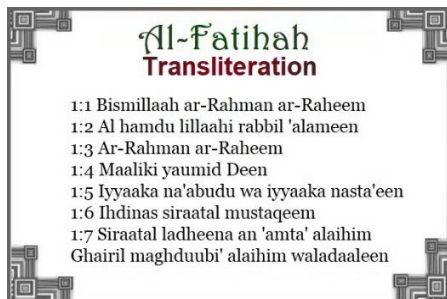 Al-Fatihah
Transliteration
1:1 Bismillaah ar-Rahman ar-Raheem
1:2 Al hamdu lillaahi rabbil 'alameen
1:3 Ar-Rahman ar-Raheem
1:4 Maaliki yaumid Deen
1:5 Iyyaaka na'abudu wa iyyaaka nasta'een
1:6 Ihdinas siraatal mustaqeem
1:7 Siraatal ladheena an 'amta' alaihim
Ghairil maghduubi' alaihim waladaaleen